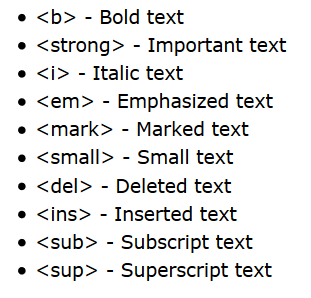 • <b> - Bold text
• <strong> - Important text
• <i> - Italic text
• <em> - Emphasized text
• <mark> - Marked text
• <small> - Small text
• <del> - Deleted text
• <ins> - Inserted text
• <sub> - Subscript text
• <sup> - Superscript text